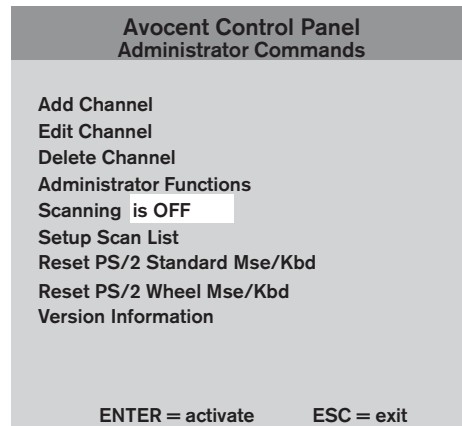 Avocent Control Panel
Administrator Commands
Add Channel
Edit Channel
Delete Channel
Administrator Functions
Scanning is OFF
Setup Scan List
Reset PS/2 Standard Mse/Kbd
Reset PS/2 Wheel Mse/Kbd
Version Information
ENTER = activate ESC = exit